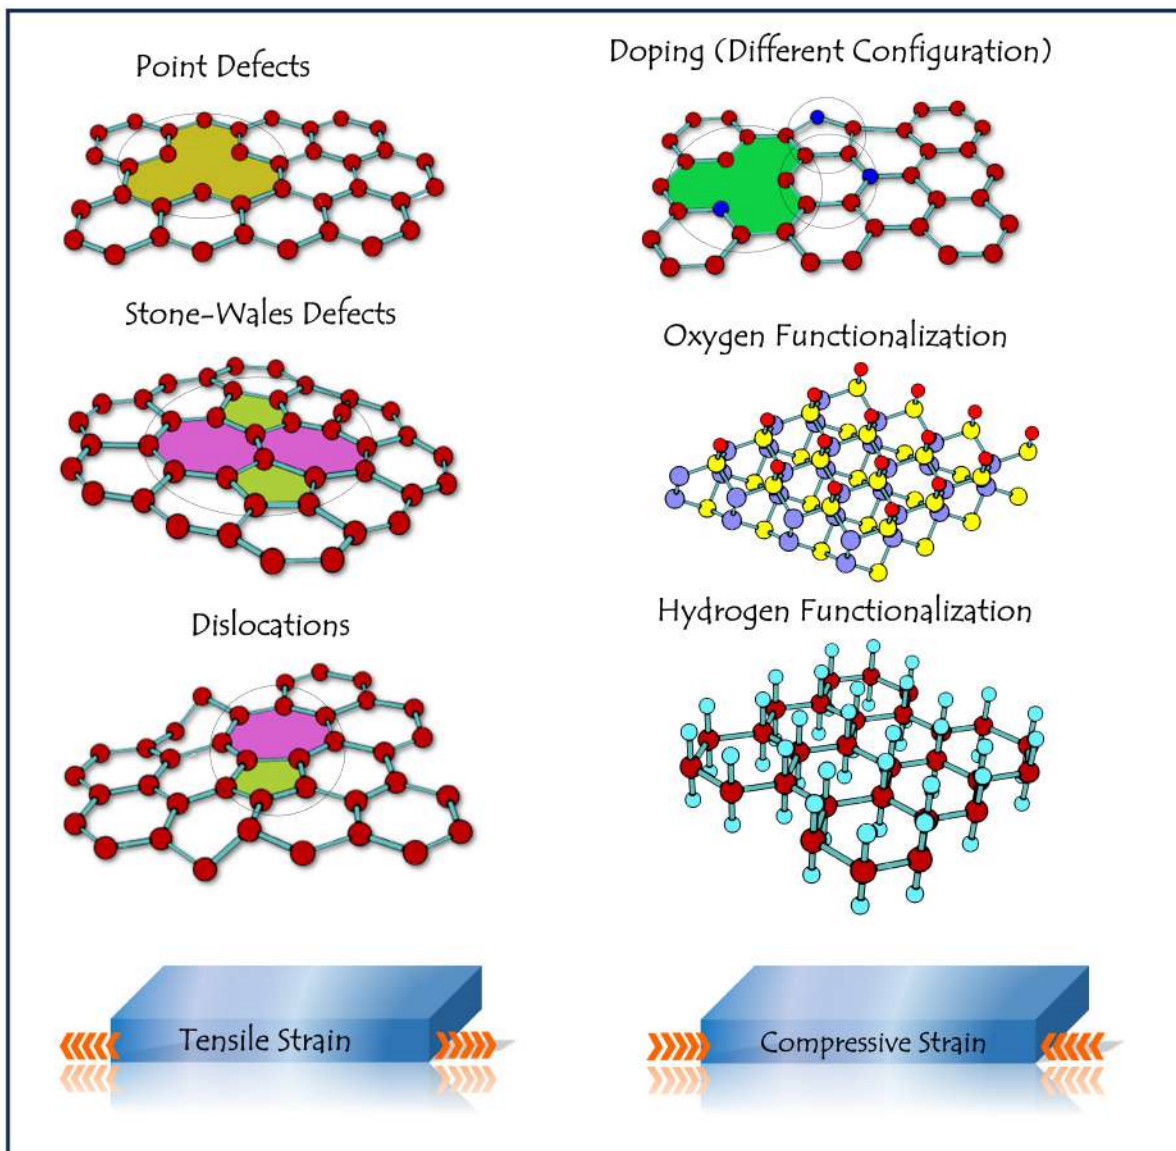 Point Defects
Doping (Different Configuration)
Stone-Wales Defects
Oxygen Functionalization
Dislocations
Hydrogen Functionalization
Tensile Strain
Compressive Strain